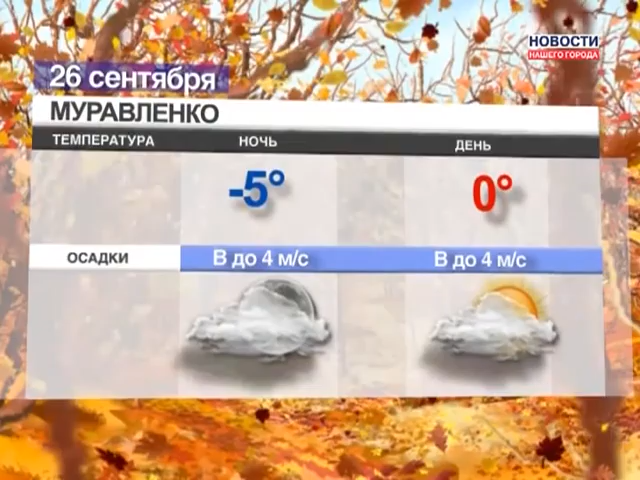 НОВОСТИ
НАШЕГО ГОРОДА
26 сентября
МУРАВЛЕНКО
ТЕМПЕРАТУРА НОЧЬ ДЕНЬ
-5° 0°
ОСАДКИ В до 4 м/с В до 4 м/с